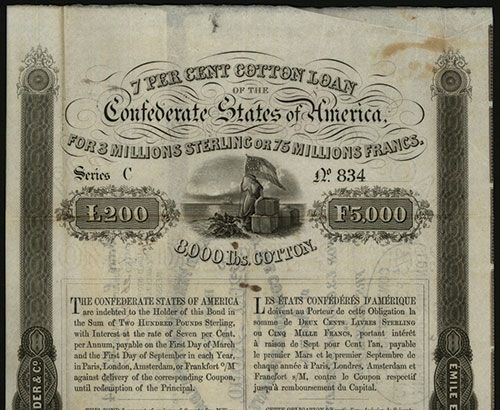 7 PER CENT COTTON LOAN
OF THE
Confederate States of America,
FOR 3 MILLIONS STERLING OR 75 MILLIONS FRANCS.
Series C
No. 834
L200
F5,000
8,000 lbs. COTTON.
THE CONFEDERATE STATES OF AMERICA
are indebted to the Holder of this Bond in
the Sum of TWO HUNDRED POUNDS Sterling,
with Interest at the rate of Seven per Cent.
per Annum, payable on the First Day of March
and the First Day of September in each Year,
in Paris, London, Amsterdam, or Frankfort o/M
against delivery of the corresponding Coupon,
until redemption of the Principal.
LES ÉTATS CONFÉDÉRÉS D'AMÉRIQUE
doivent au Porteur de cette Obligation la
somme de DEUX CENTS LIVRES STERLING
ou CINQ MILLE FRANCS, portant intérêt
à raison de Sept pour Cent l'an, payable
le premier Mars et le premier Septembre de
chaque année à Paris, Londres, Amsterdam et
Francfort s/M, contre le Coupon respectif
jusqu'à remboursement du Capital.
DER & CO
EMILE E